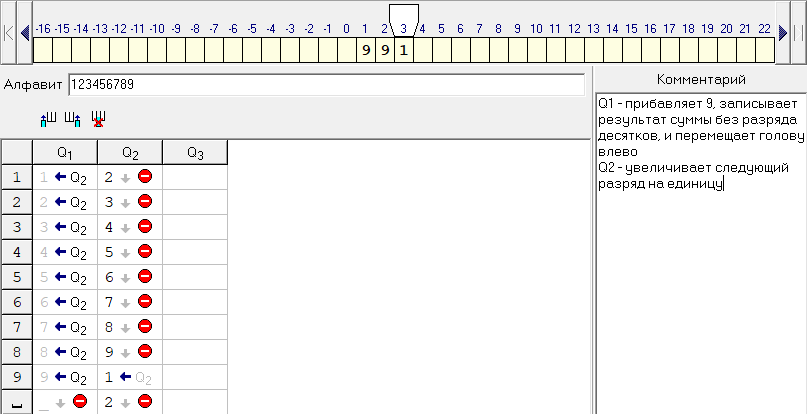 -16 -15 -14 -13 -12 -11 -10 -9 -8 -7 -6 -5 -4 -3 -2 -1 0 1 2 3 4 5 6 7 8 9 10 11 12 13 14 15 16 17 18 19 20 21 22
9 9 1
Алфавит 123456789
Комментарий
Q1 - прибавляет 9, записывает
результат суммы без разряда
десятков, и перемещает голову
влево
Q2 - увеличивает следующий
разряд на единицу
Q1 Q2 Q3
1 1 Q2 2
2 2 Q2 3
3 3 Q2 4
4 4 Q2 5
5 5 Q2 6
6 6 Q2 7
7 7 Q2 8
8 8 Q2 9
9 9 Q2 1 Q2
_ 2